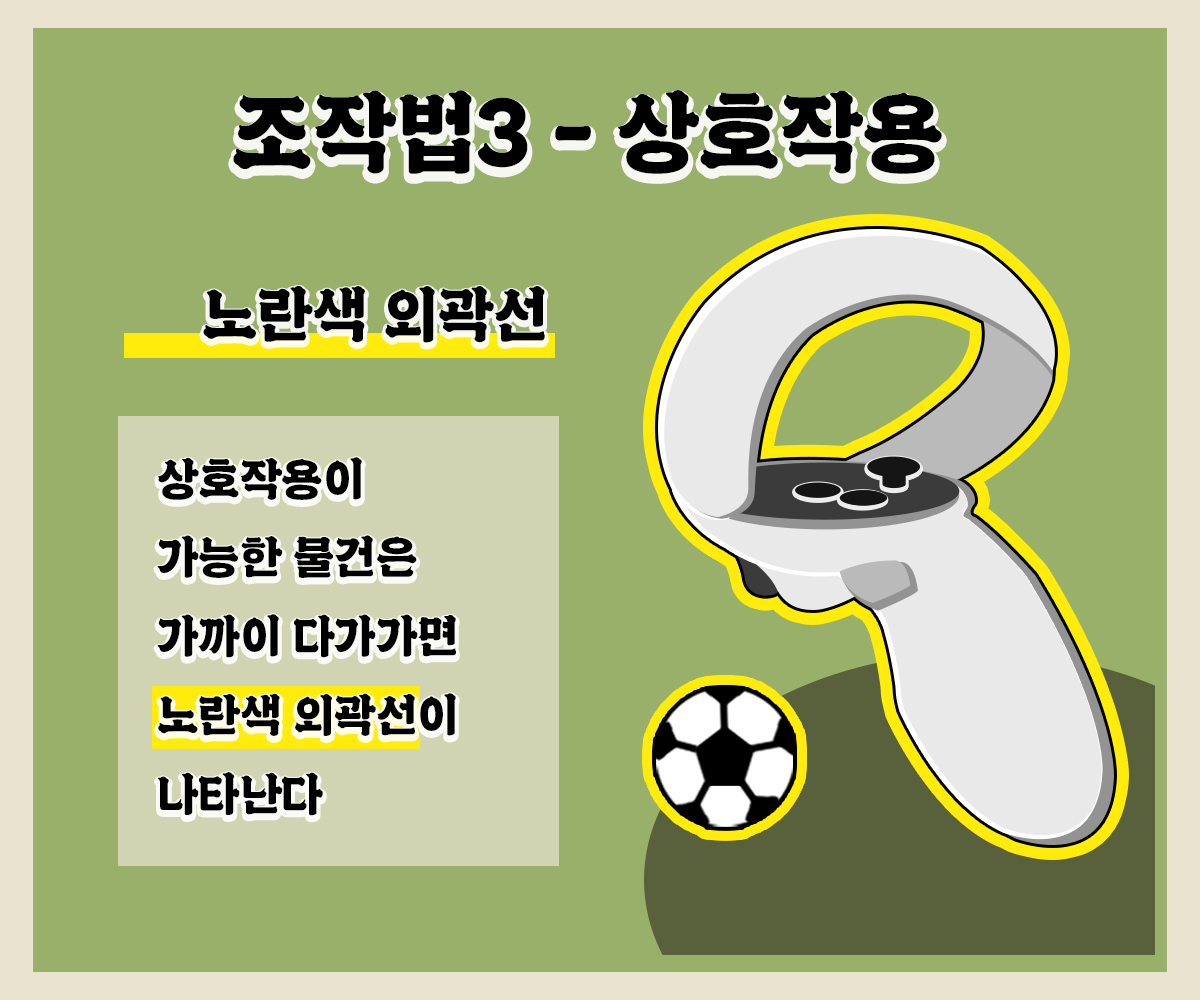 조작법3 - 상호작용
노란색 외곽선
상호작용이
가능한 물건은
가까이 다가가면
노란색 외곽선이
나타난다